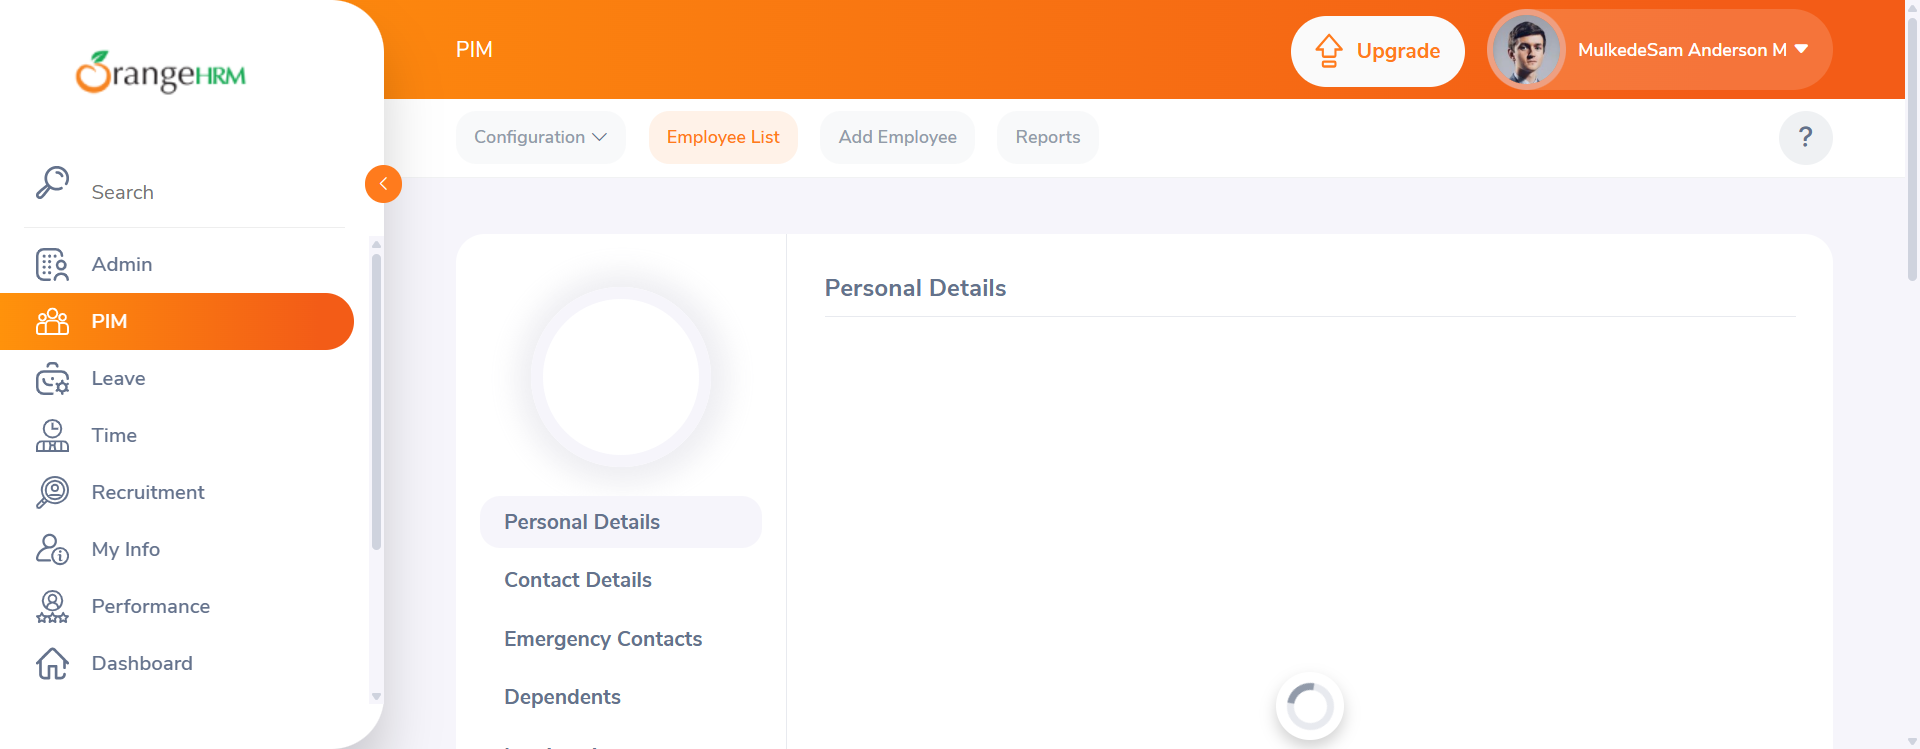 OrangeHRM
PIM
Upgrade
MulkedeSam Anderson M
Configuration
Employee List
Add Employee
Reports
?
Search
Admin
PIM
Leave
Time
Recruitment
My Info
Performance
Dashboard
Personal Details
Contact Details
Emergency Contacts
Dependents
Personal Details